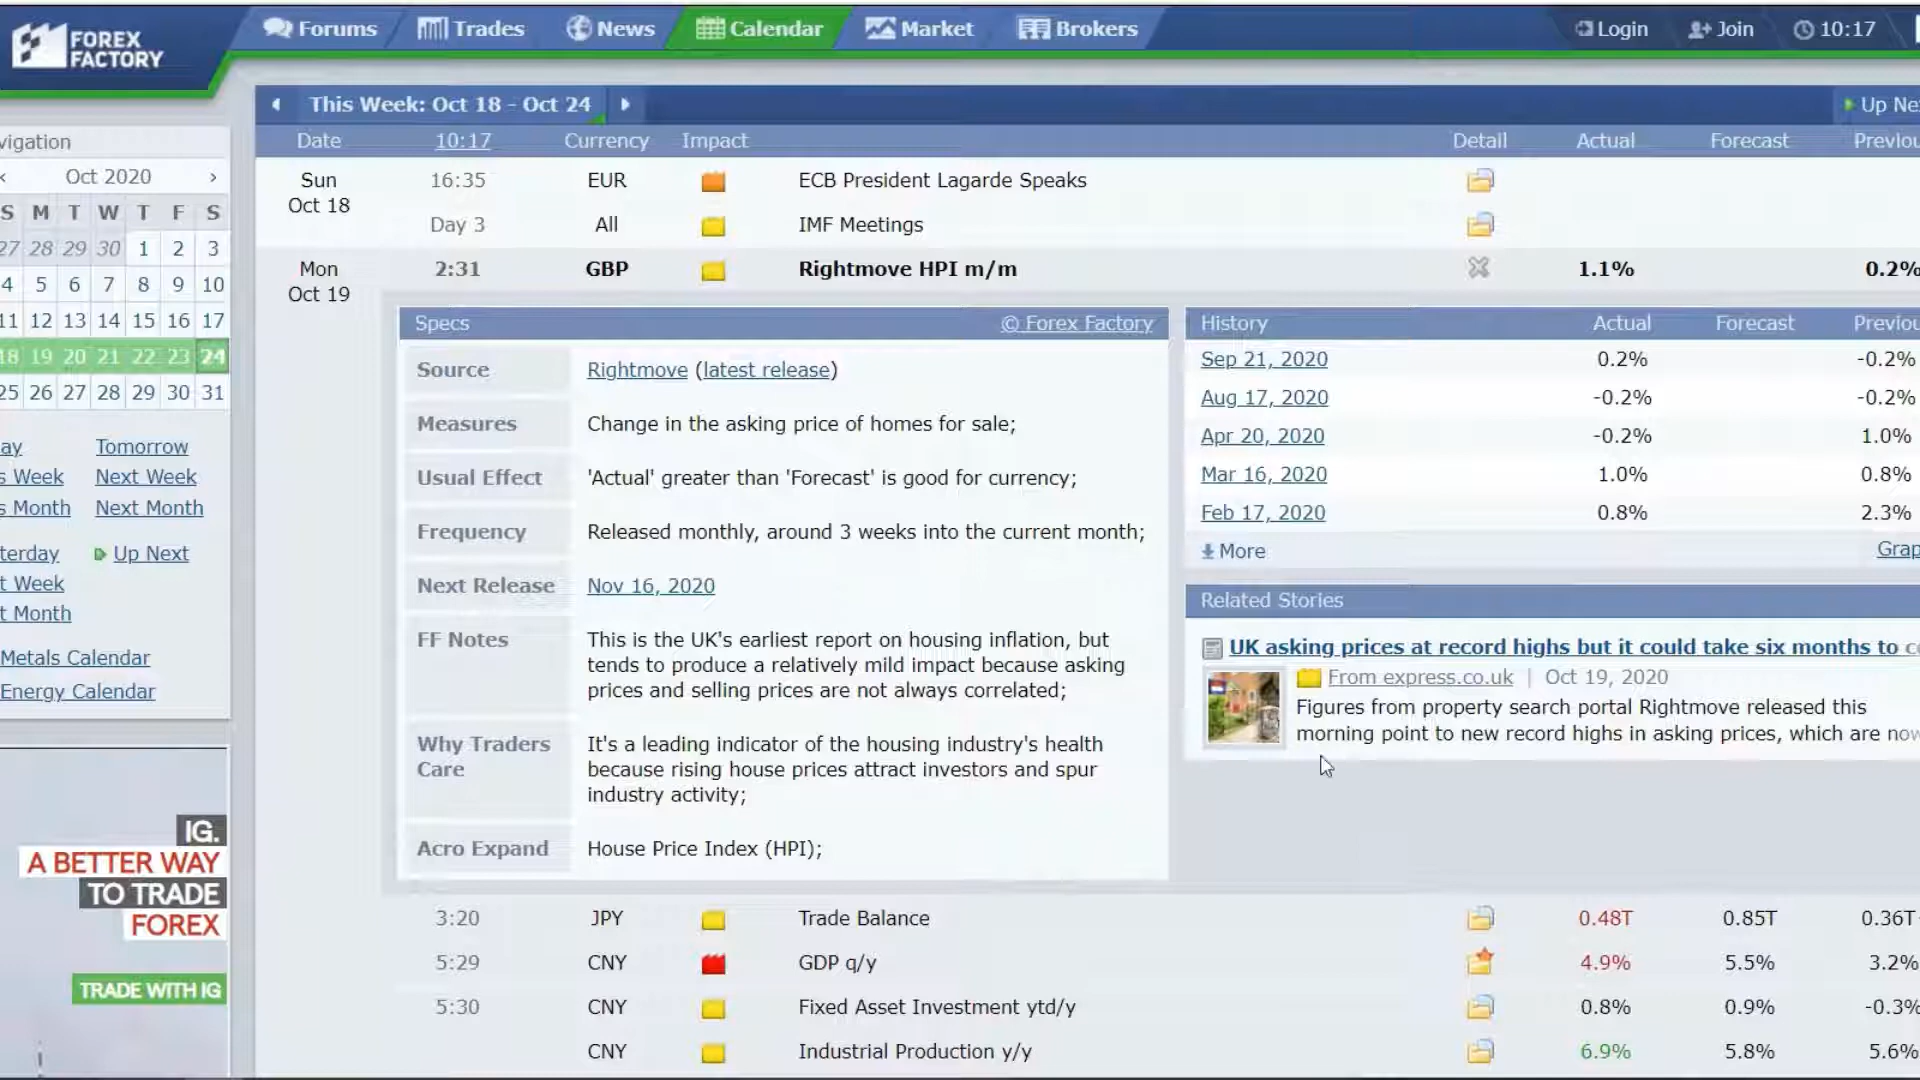 FOREX
FACTORY
Forums Trades News Calendar Market Brokers Login Join 10:17
This Week: Oct 18 - Oct 24 Up Ne
Date 10:17 Currency Impact Detail Actual Forecast Previou
vigation
‹ Oct 2020 ›
S M T W T F S
27 28 29 30 1 2 3
4 5 6 7 8 9 10
11 12 13 14 15 16 17
18 19 20 21 22 23 24
25 26 27 28 29 30 31
ay Tomorrow
s Week Next Week
s Month Next Month
terday Up Next
t Week
t Month
Metals Calendar
Energy Calendar
IG.
A BETTER WAY
TO TRADE
FOREX
TRADE WITH IG
Sun
Oct 18
16:35 EUR ECB President Lagarde Speaks
Day 3 All IMF Meetings
Mon
Oct 19
2:31 GBP Rightmove HPI m/m 1.1% 0.2%
Specs © Forex Factory
Source Rightmove (latest release)
Measures Change in the asking price of homes for sale;
Usual Effect 'Actual' greater than 'Forecast' is good for currency;
Frequency Released monthly, around 3 weeks into the current month;
Next Release Nov 16, 2020
FF Notes This is the UK's earliest report on housing inflation, but
tends to produce a relatively mild impact because asking
prices and selling prices are not always correlated;
Why Traders
Care
It's a leading indicator of the housing industry's health
because rising house prices attract investors and spur
industry activity;
Acro Expand House Price Index (HPI);
History Actual Forecast Previou
Sep 21, 2020 0.2% -0.2%
Aug 17, 2020 -0.2% -0.2%
Apr 20, 2020 -0.2% 1.0%
Mar 16, 2020 1.0% 0.8%
Feb 17, 2020 0.8% 2.3%
More Grap
Related Stories
UK asking prices at record highs but it could take six months to c
From express.co.uk | Oct 19, 2020
Figures from property search portal Rightmove released this
morning point to new record highs in asking prices, which are now
3:20 JPY Trade Balance 0.48T 0.85T 0.36T
5:29 CNY GDP q/y 4.9% 5.5% 3.2%
5:30 CNY Fixed Asset Investment ytd/y 0.8% 0.9% -0.3%
CNY Industrial Production y/y 6.9% 5.8% 5.6%